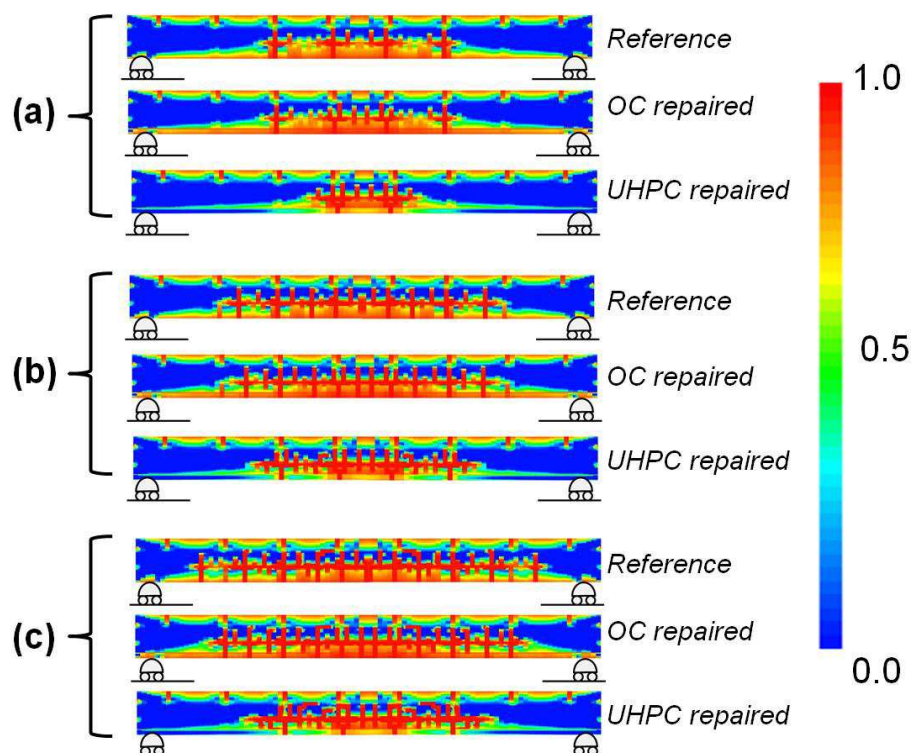 (a)
Reference
OC repaired
UHPC repaired
(b)
Reference
OC repaired
UHPC repaired
(c)
Reference
OC repaired
UHPC repaired
1.0
0.5
0.0